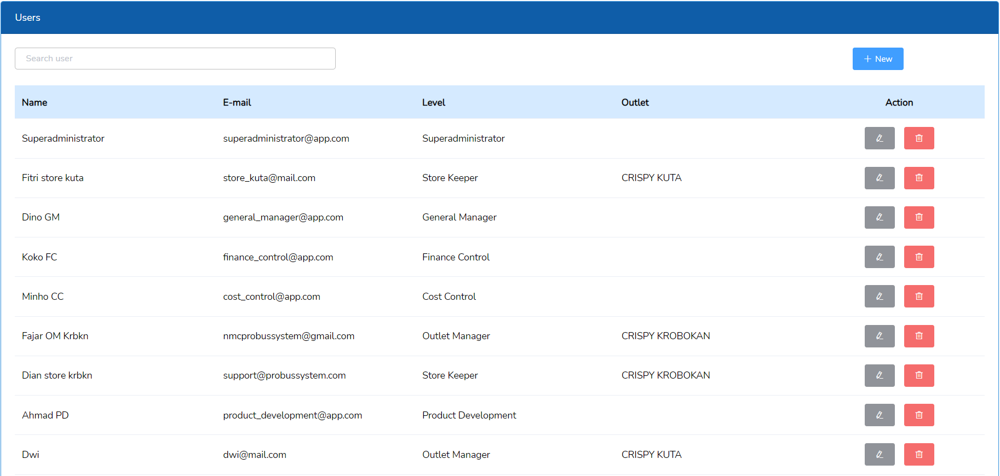 Users
Search user
+ New
Name E-mail Level Outlet Action
Superadministrator superadministrator@app.com Superadministrator
Fitri store kuta store_kuta@mail.com Store Keeper CRISPY KUTA
Dino GM general_manager@app.com General Manager
Koko FC finance_control@app.com Finance Control
Minho CC cost_control@app.com Cost Control
Fajar OM Krbkn nmcprobussystem@gmail.com Outlet Manager CRISPY KROBOKAN
Dian store krbkn support@probussystem.com Store Keeper CRISPY KROBOKAN
Ahmad PD product_development@app.com Product Development
Dwi dwi@mail.com Outlet Manager CRISPY KUTA